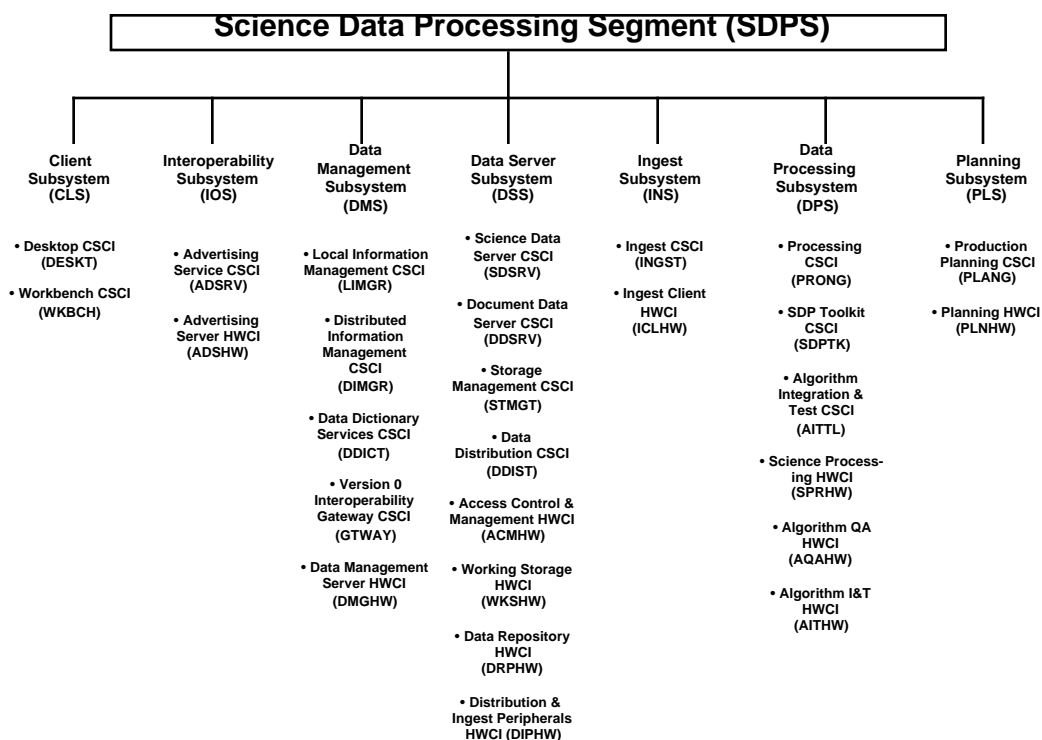 Science Data Processing Segment (SDPS)
Client
Subsystem
(CLS)
• Desktop CSCI
(DESKT)
• Workbench CSCI
(WKBCH)
Interoperability
Subsystem
(IOS)
• Advertising
Service CSCI
(ADSRV)
• Advertising
Server HWCI
(ADSHW)
Data
Management
Subsystem
(DMS)
• Local Information
Management CSCI
(LIMGR)
• Distributed
Information
Management
CSCI
(DIMGR)
• Data Dictionary
Services CSCI
(DDICT)
• Version 0
Interoperability
Gateway CSCI
(GTWAY)
• Data Management
Server HWCI
(DMGHW)
Data Server
Subsystem
(DSS)
• Science Data
Server CSCI
(SDSRV)
• Document Data
Server CSCI
(DDSRV)
• Storage
Management CSCI
(STMGT)
• Data
Distribution CSCI
(DDIST)
• Access Control &
Management HWCI
(ACMHW)
• Working Storage
HWCI
(WKSHW)
• Data Repository
HWCI
(DRPHW)
• Distribution &
Ingest Peripherals
HWCI (DIPHW)
Ingest
Subsystem
(INS)
• Ingest CSCI
(INGST)
• Ingest Client
HWCI
(ICLHW)
Data
Processing
Subsystem
(DPS)
• Processing
CSCI
(PRONG)
• SDP Toolkit
CSCI
(SDPTK)
• Algorithm
Integration &
Test CSCI
(AITTL)
• Science Process-
ing HWCI
(SPRHW)
• Algorithm QA
HWCI
(AQAHW)
• Algorithm I&T
HWCI
(AITHW)
Planning
Subsystem
(PLS)
• Production
Planning CSCI
(PLANG)
• Planning HWCI
(PLNHW)